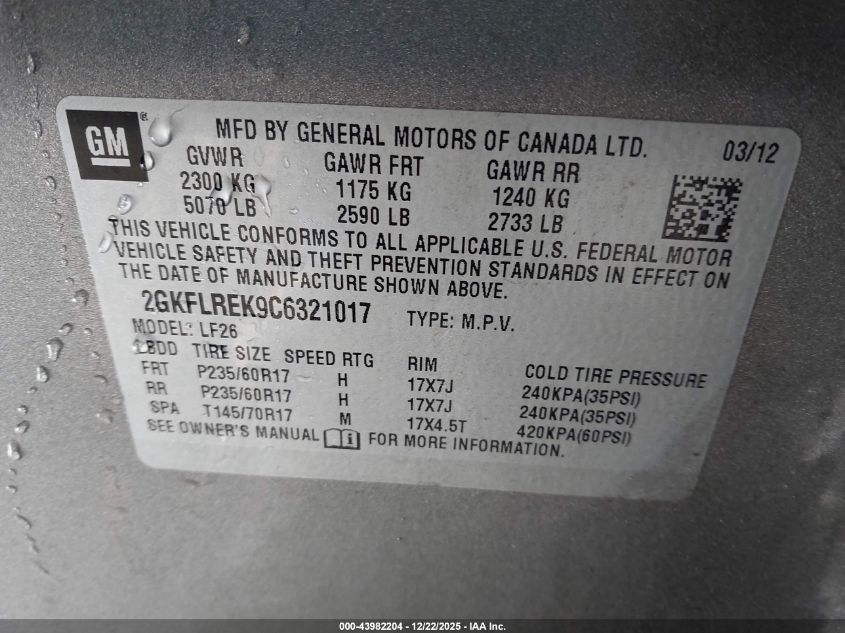 GM ®
MFD BY GENERAL MOTORS OF CANADA LTD. 03/12
GVWR GAWR FRT GAWR RR
2300 KG 1175 KG 1240 KG
5070 LB 2590 LB 2733 LB
THIS VEHICLE CONFORMS TO ALL APPLICABLE U.S. FEDERAL MOTOR
VEHICLE SAFETY AND THEFT PREVENTION STANDARDS IN EFFECT ON
THE DATE OF MANUFACTURE SHOWN ABOVE.
2GKFLREK9C6321017 TYPE: M.P.V.
MODEL: LF26
LBDD TIRE SIZE SPEED RTG RIM COLD TIRE PRESSURE
FRT P235/60R17 H 17X7J 240KPA(35PSI)
RR P235/60R17 H 17X7J 240KPA(35PSI)
SPA T145/70R17 M 17X4.5T 420KPA(60PSI)
SEE OWNER'S MANUAL i FOR MORE INFORMATION.
000-43982204 - 12/22/2025 - IAA Inc.